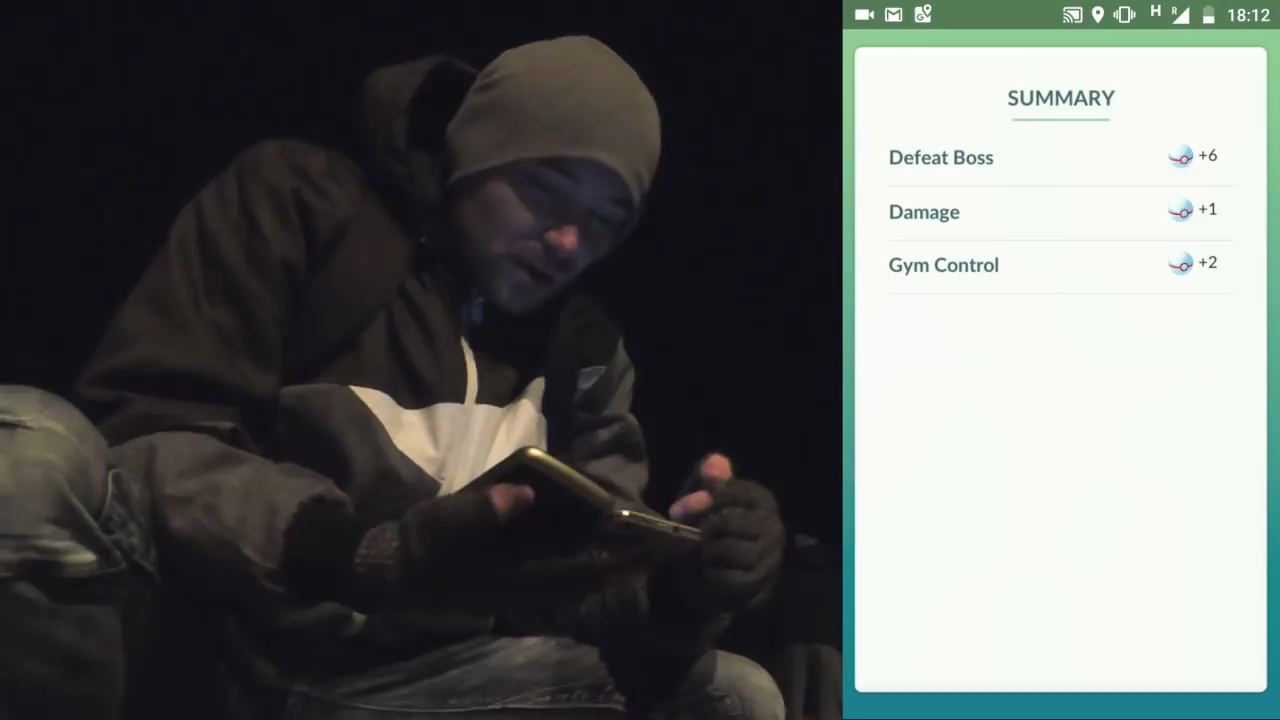 H R 18:12
SUMMARY
Defeat Boss +6
Damage +1
Gym Control +2